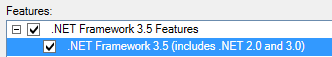 Features:
.NET Framework 3.5 Features
.NET Framework 3.5 (includes .NET 2.0 and 3.0)